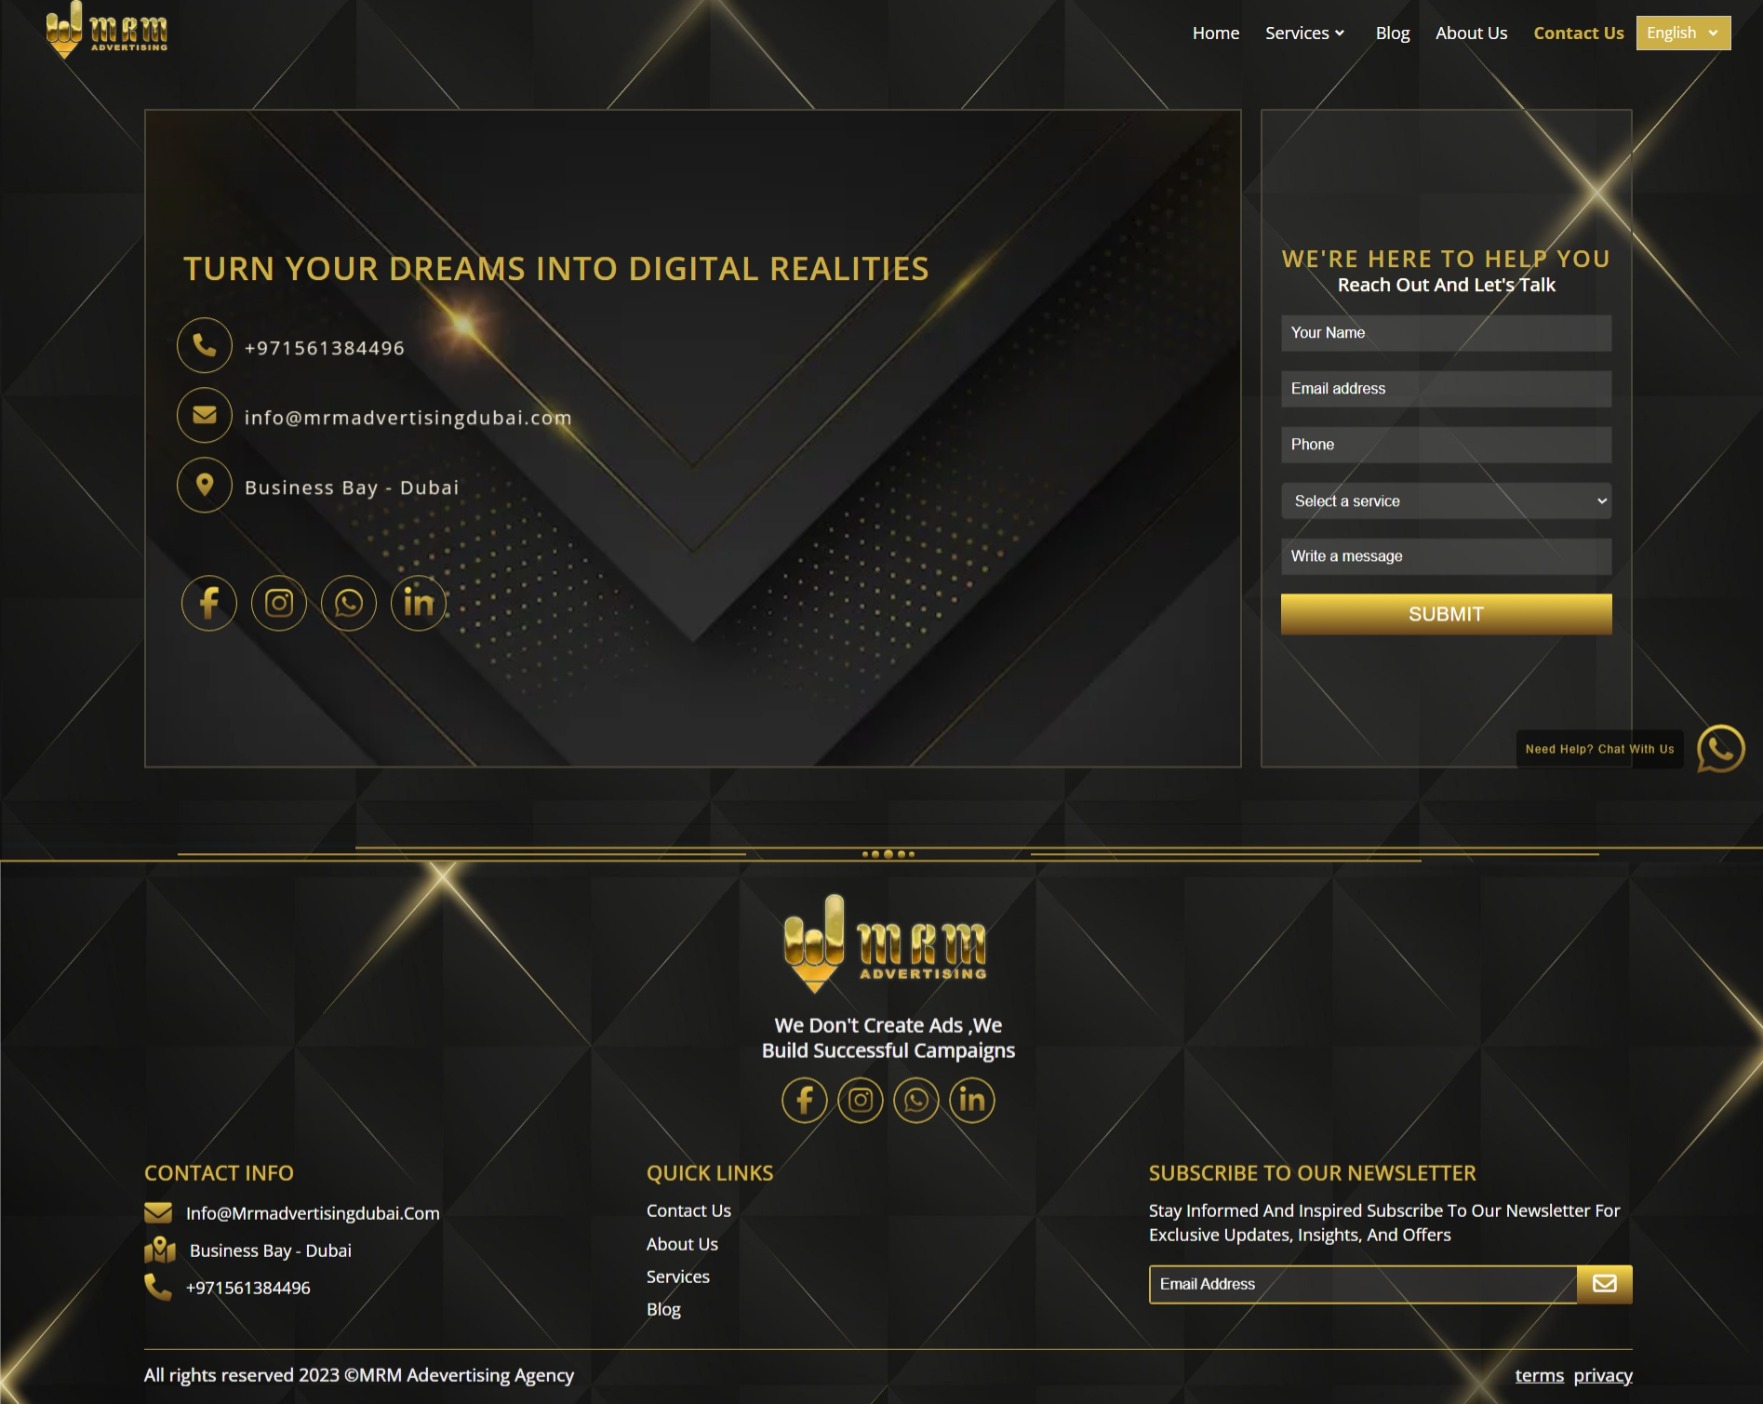 MRM
ADVERTISING
Home
Services
Blog
About Us
Contact Us
English
TURN YOUR DREAMS INTO DIGITAL REALITIES
+971561384496
info@mrmadvertisingdubai.com
Business Bay - Dubai
WE'RE HERE TO HELP YOU
Reach Out And Let's Talk
Your Name
Email address
Phone
Select a service
Write a message
SUBMIT
Need Help? Chat With Us
MRM
ADVERTISING
We Don't Create Ads ,We
Build Successful Campaigns
CONTACT INFO
Info@Mrmadvertisingdubai.Com
Business Bay - Dubai
+971561384496
QUICK LINKS
Contact Us
About Us
Services
Blog
SUBSCRIBE TO OUR NEWSLETTER
Stay Informed And Inspired Subscribe To Our Newsletter For
Exclusive Updates, Insights, And Offers
Email Address
All rights reserved 2023 ©MRM Adevertising Agency
terms privacy